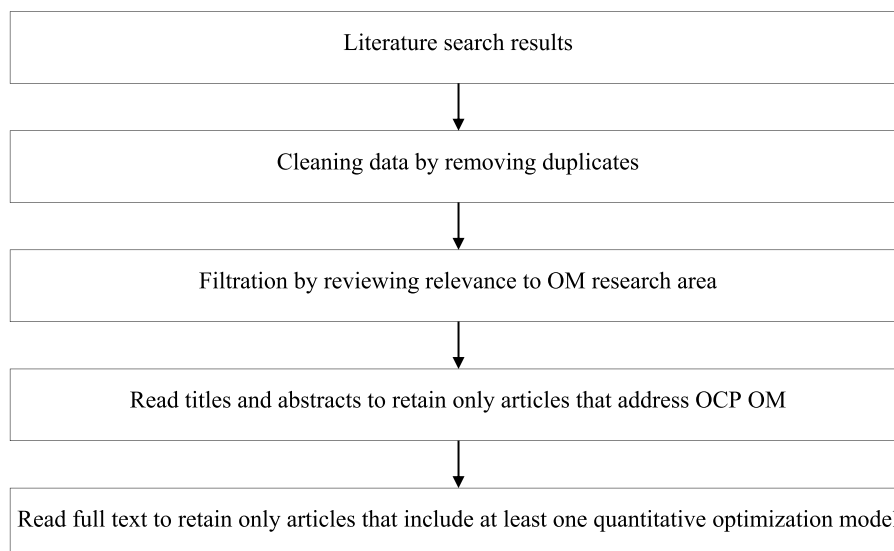 Literature search results
Cleaning data by removing duplicates
Filtration by reviewing relevance to OM research area
Read titles and abstracts to retain only articles that address OCP OM
Read full text to retain only articles that include at least one quantitative optimization model